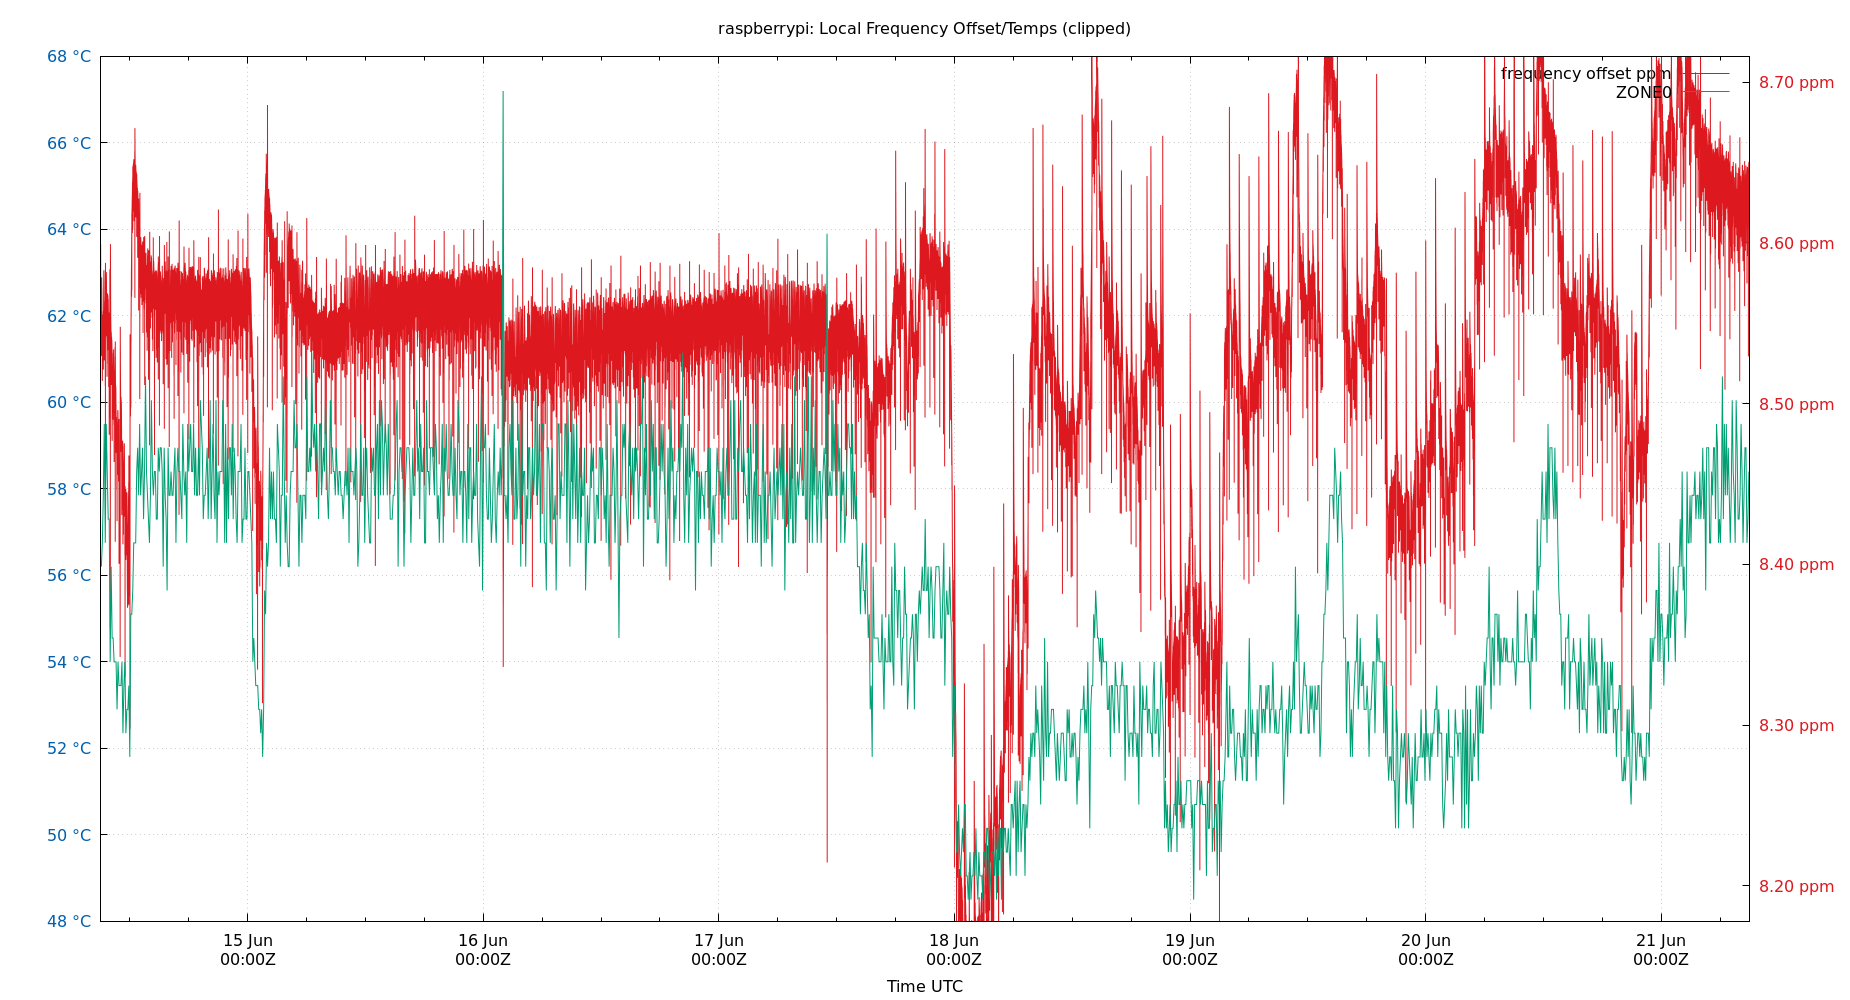 raspberrypi: Local Frequency Offset/Temps (clipped)
68 °C
66 °C
64 °C
62 °C
60 °C
58 °C
56 °C
54 °C
52 °C
50 °C
48 °C
frequency offset ppm
ZONE0
8.70 ppm
8.60 ppm
8.50 ppm
8.40 ppm
8.30 ppm
8.20 ppm
15 Jun
00:00Z
16 Jun
00:00Z
17 Jun
00:00Z
18 Jun
00:00Z
19 Jun
00:00Z
20 Jun
00:00Z
21 Jun
00:00Z
Time UTC